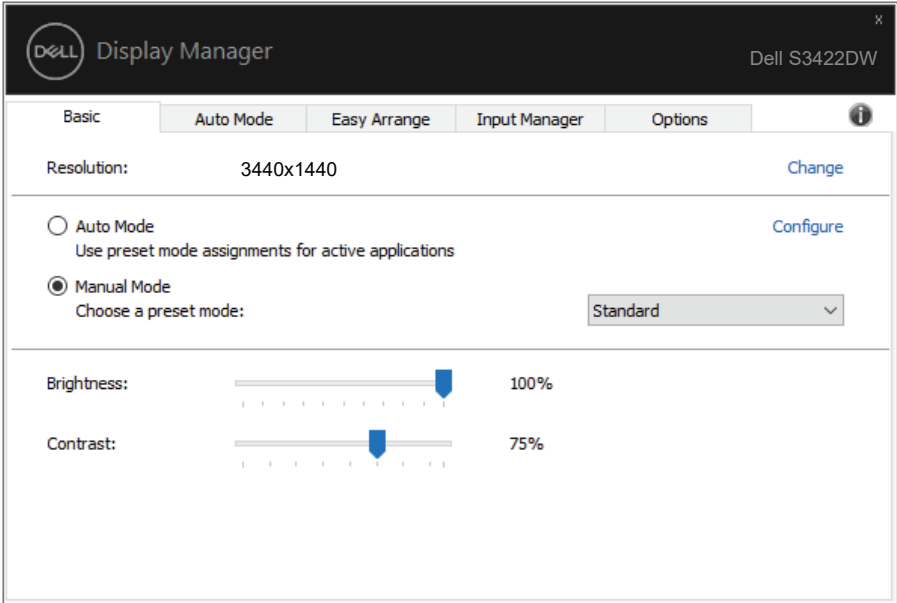 x
DELL Display Manager
Dell S3422DW
Basic Auto Mode Easy Arrange Input Manager Options
Resolution: 3440x1440 Change
Auto Mode Configure
Use preset mode assignments for active applications
Manual Mode
Choose a preset mode: Standard
Brightness: 100%
Contrast: 75%